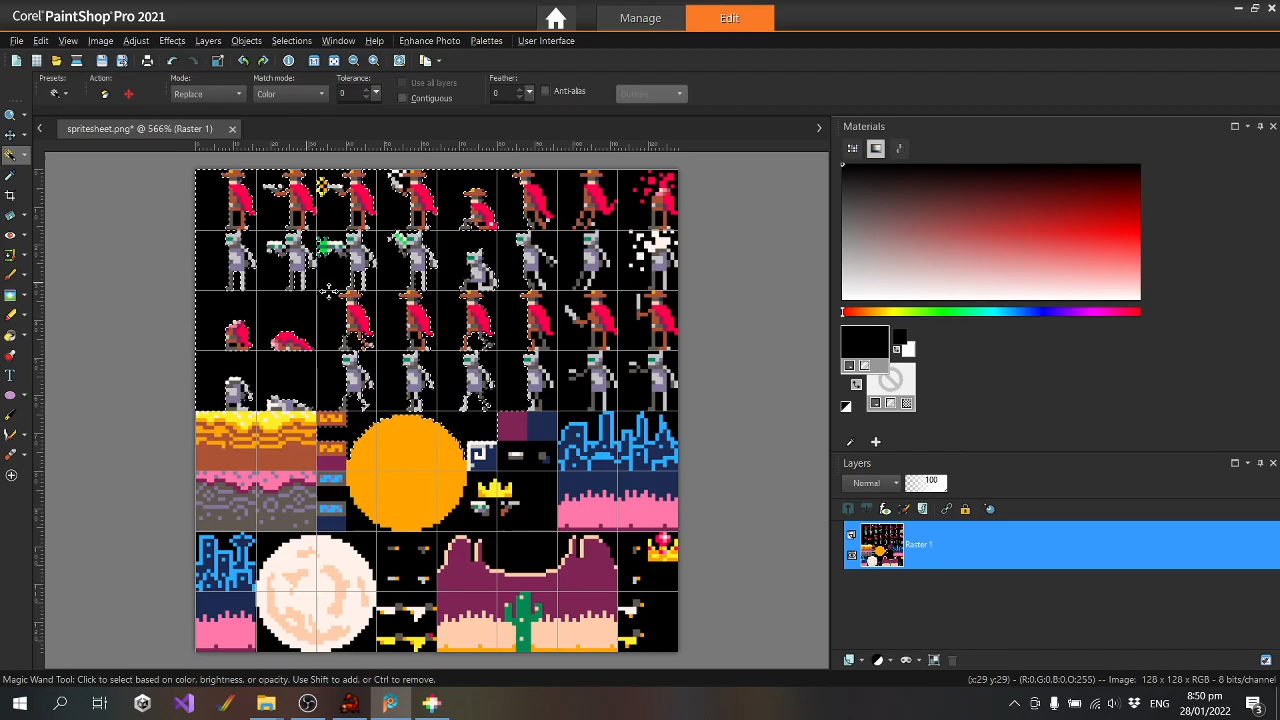 Corel PaintShop Pro 2021
Manage
Edit
File Edit View Image Adjust Effects Layers Objects Selections Window Help Enhance Photo Palettes User Interface
Presets: Action: Mode: Match mode: Tolerance: Feather:
Use all layers
Anti-alias
Replace Color 0 0 Outside
Contiguous
spritesheet.png* @ 566% (Raster 1)
Materials
Layers
Normal 100
Raster 1
Magic Wand Tool: Click to select based on color, brightness, or opacity. Use Shift to add, or Ctrl to remove.
(x:29 y:29) - (R:0,G:0,B:0,O:255) -- Image: 128 x 128 x RGB - 8 bits/channel
8:50 pm
28/01/2022
3